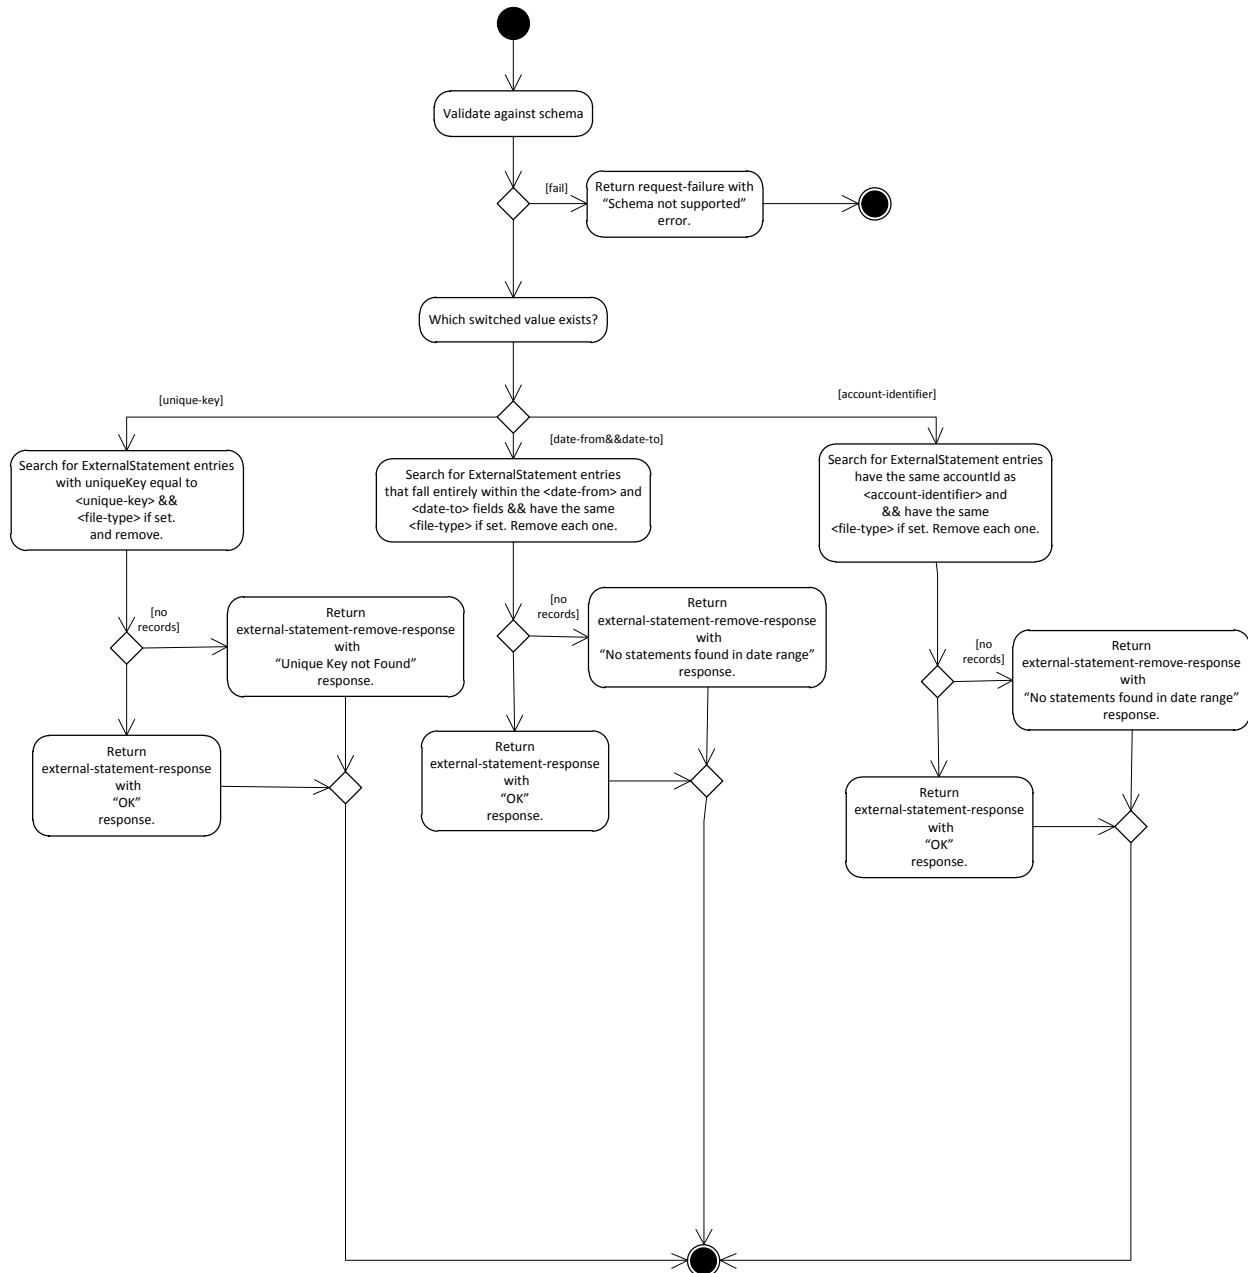 Validate against schema
[fail]
Return request-failure with
“Schema not supported”
error.
Which switched value exists?
[unique-key]
[account-identifier]
[date-from&&date-to]
Search for ExternalStatement entries
with uniqueKey equal to
<unique-key> &&
<file-type> if set.
and remove.
Search for ExternalStatement entries
that fall entirely within the <date-from> and
<date-to> fields && have the same
<file-type> if set. Remove each one.
Search for ExternalStatement entries
have the same accountId as
<account-identifier> and
&& have the same
<file-type> if set. Remove each one.
[no
records]
Return
external-statement-remove-response
with
“Unique Key not Found”
response.
[no
records]
Return
external-statement-remove-response
with
“No statements found in date range”
response.
[no
records]
Return
external-statement-remove-response
with
“No statements found in date range”
response.
Return
external-statement-response
with
“OK”
response.
Return
external-statement-response
with
“OK”
response.
Return
external-statement-response
with
“OK”
response.